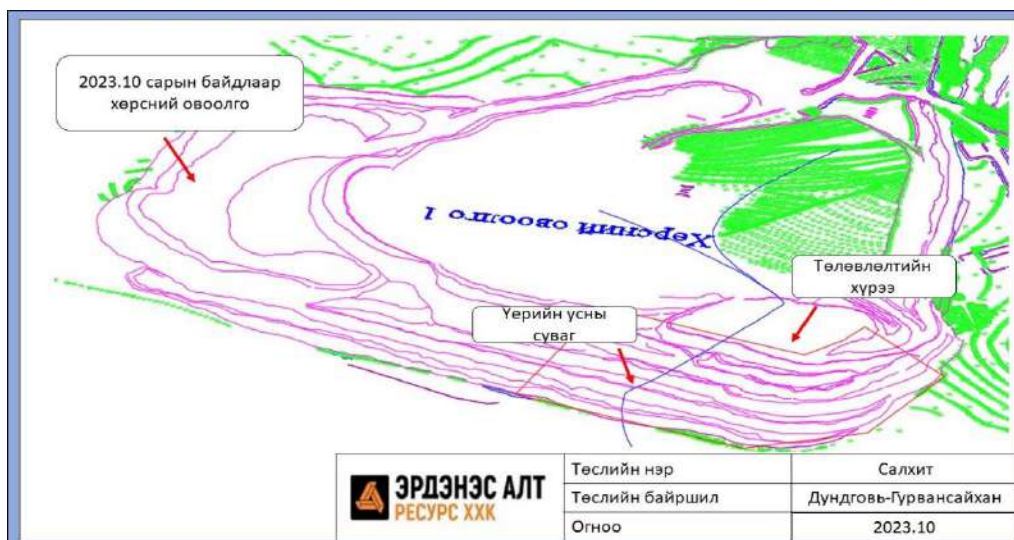 2023.10 сарын байдлаар
хөрсний овоолго
Хөрсний овоолго 1
Төлөвлөлтийн
хүрээ
Үерийн усны
суваг
ЭРДЭНЭС АЛТ
РЕСУРС ХХК
Төслийн нэр
Салхит
Төслийн байршил
Дундговь-Гурвансайхан
Огноо
2023.10